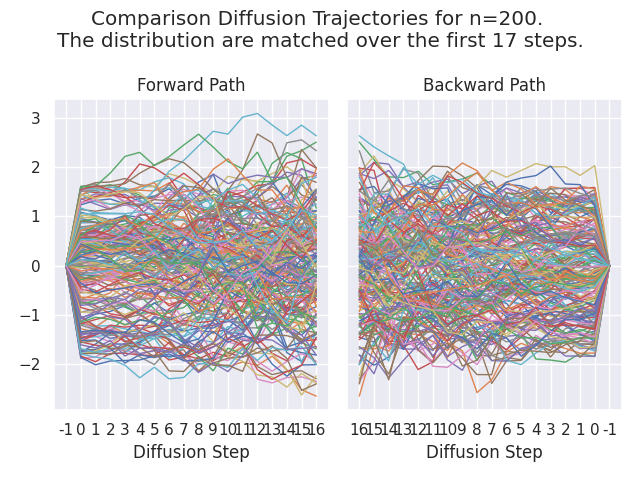 Comparison Diffusion Trajectories for n=200.
The distribution are matched over the first 17 steps.
Forward Path
Backward Path
3
2
1
0
−1
−2
-1 0 1 2 3 4 5 6 7 8 9 10 11 12 13 14 15 16
16 15 14 13 12 11 10 9 8 7 6 5 4 3 2 1 0 -1
Diffusion Step
Diffusion Step